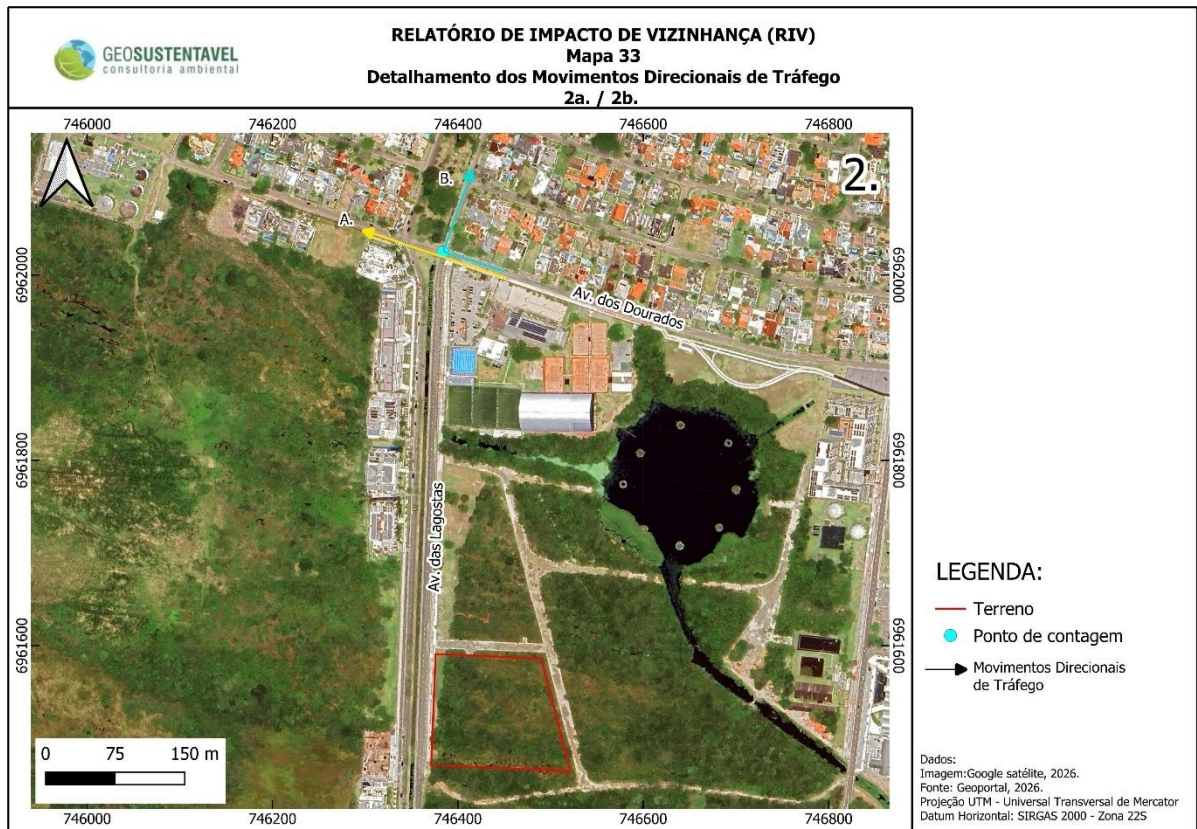 GEOSUSTENTAVEL
consultoria ambiental
RELATÓRIO DE IMPACTO DE VIZINHANÇA (RIV)
Mapa 33
Detalhamento dos Movimentos Direcionais de Tráfego
2a. / 2b.
746000 746200 746400 746600 746800
2.
B.
A.
6962000
6962000
Av. dos Dourados
6961800
6961800
Av. das Lagostas
6961600
6961600
0 75 150 m
746000 746200 746400 746600 746800
LEGENDA:
Terreno
Ponto de contagem
Movimentos Direcionais
de Tráfego
Dados:
Imagem:Google satélite, 2026.
Fonte: Geoportal, 2026.
Projeção UTM - Universal Transversal de Mercator
Datum Horizontal: SIRGAS 2000 - Zona 22S